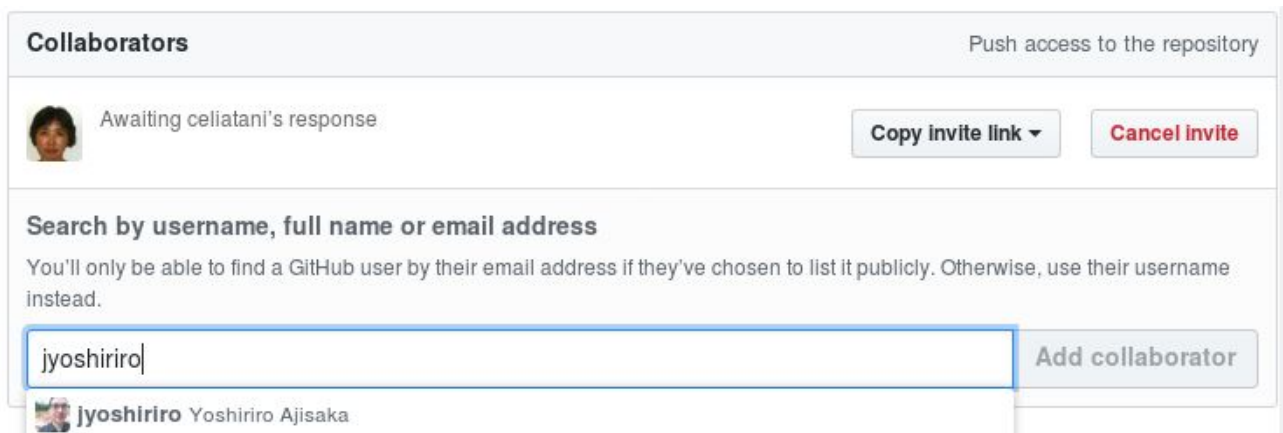 Collaborators Push access to the repository
Awaiting celiatani's response
Copy invite link Cancel invite
Search by username, full name or email address
You'll only be able to find a GitHub user by their email address if they've chosen to list it publicly. Otherwise, use their username
instead.
jyoshiriro Add collaborator
jyoshiriro Yoshiriro Ajisaka